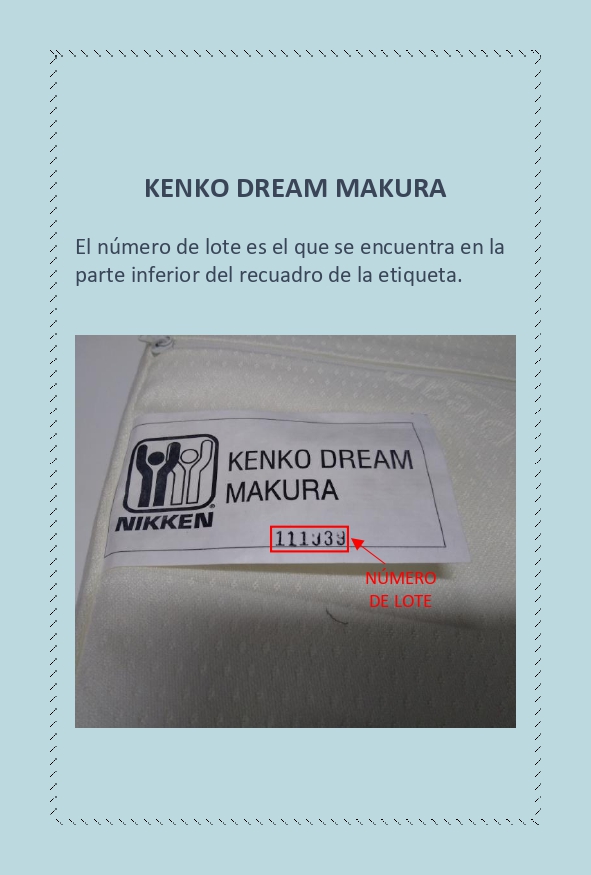 KENKO DREAM MAKURA
El número de lote es el que se encuentra en la
parte inferior del recuadro de la etiqueta.
KENKO DREAM
MAKURA
NIKKEN
NÚMERO
DE LOTE